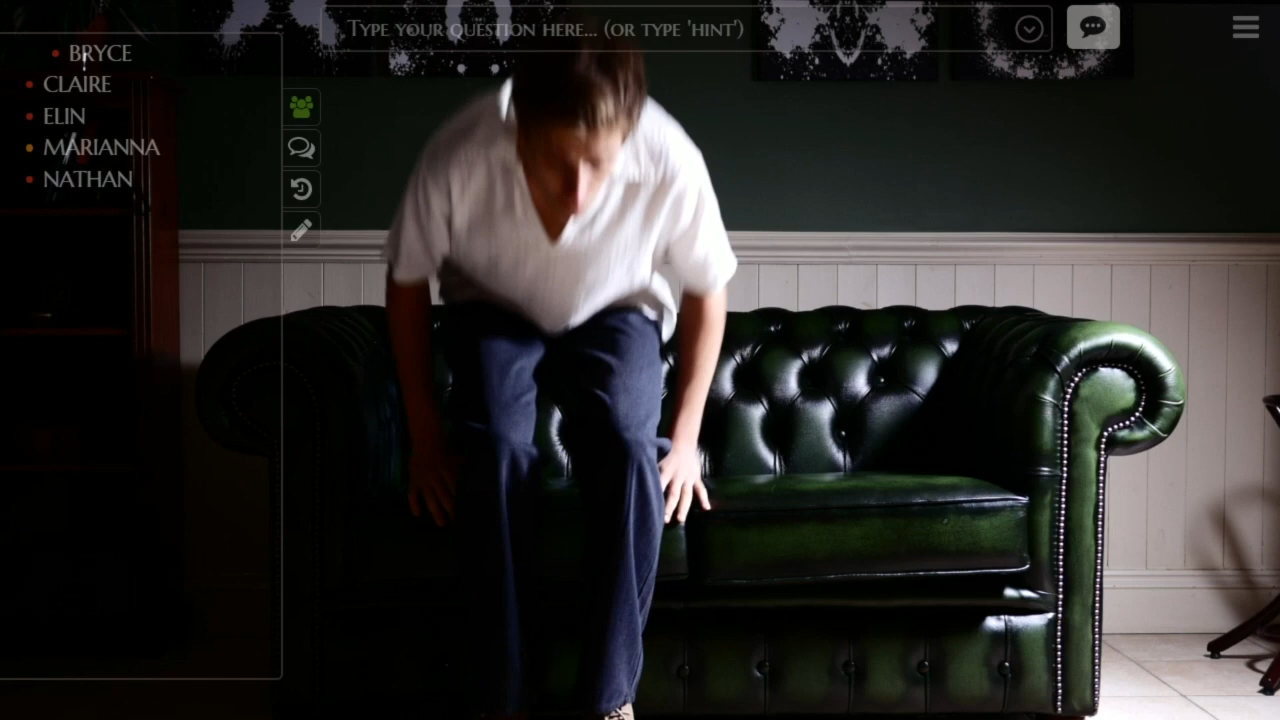 Type your question here... (or type 'hint')
BRYCE
CLAIRE
ELIN
MARIANNA
NATHAN